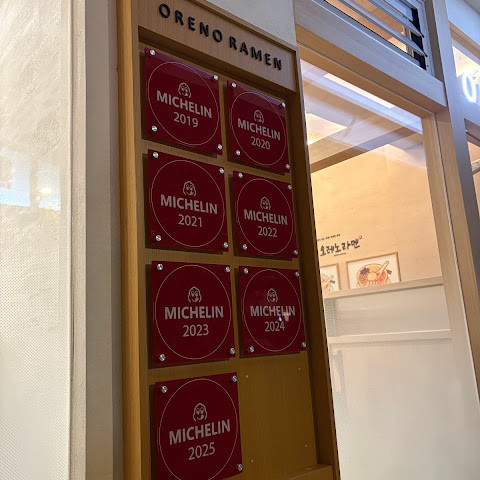 ORENO RAMEN
MICHELIN
2019
MICHELIN
2020
MICHELIN
2021
MICHELIN
2022
MICHELIN
2023
MICHELIN
2024
MICHELIN
2025
오레노라멘